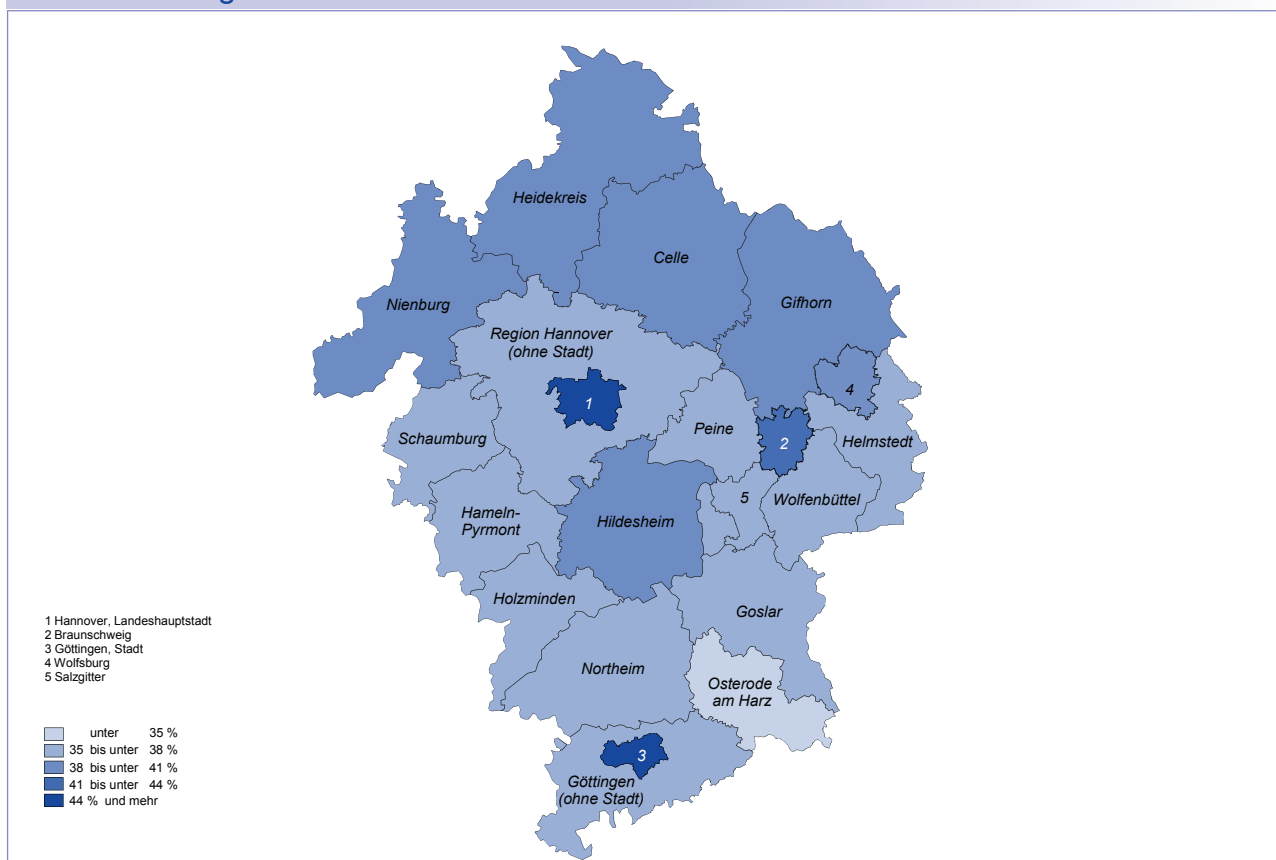 Heidekreis
Celle
Gifhorn
Nienburg
Region Hannover
(ohne Stadt)
1
4
Peine
2
Schaumburg
Helmstedt
5
Wolfenbüttel
Hameln-
Pyrmont
Hildesheim
Holzminden
Goslar
Northeim
Osterode
am Harz
3
Göttingen
(ohne Stadt)
1 Hannover, Landeshauptstadt
2 Braunschweig
3 Göttingen, Stadt
4 Wolfsburg
5 Salzgitter
unter 35 %
35 bis unter 38 %
38 bis unter 41 %
41 bis unter 44 %
44 % und mehr